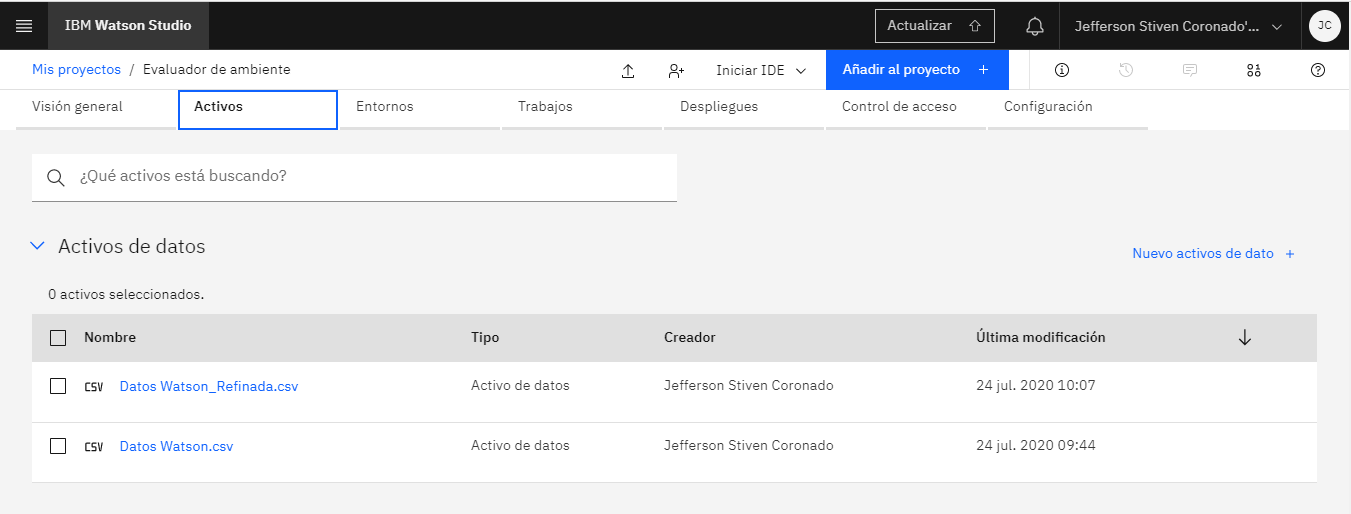 IBM Watson Studio
Actualizar
Jefferson Stiven Coronado'...
JC
Mis proyectos / Evaluador de ambiente
Iniciar IDE
Añadir al proyecto +
Visión general
Activos
Entornos
Trabajos
Despliegues
Control de acceso
Configuración
¿Qué activos está buscando?
Activos de datos
Nuevo activos de dato +
0 activos seleccionados.
Nombre Tipo Creador Última modificación
CSV Datos Watson_Refinada.csv Activo de datos Jefferson Stiven Coronado 24 jul. 2020 10:07
CSV Datos Watson.csv Activo de datos Jefferson Stiven Coronado 24 jul. 2020 09:44